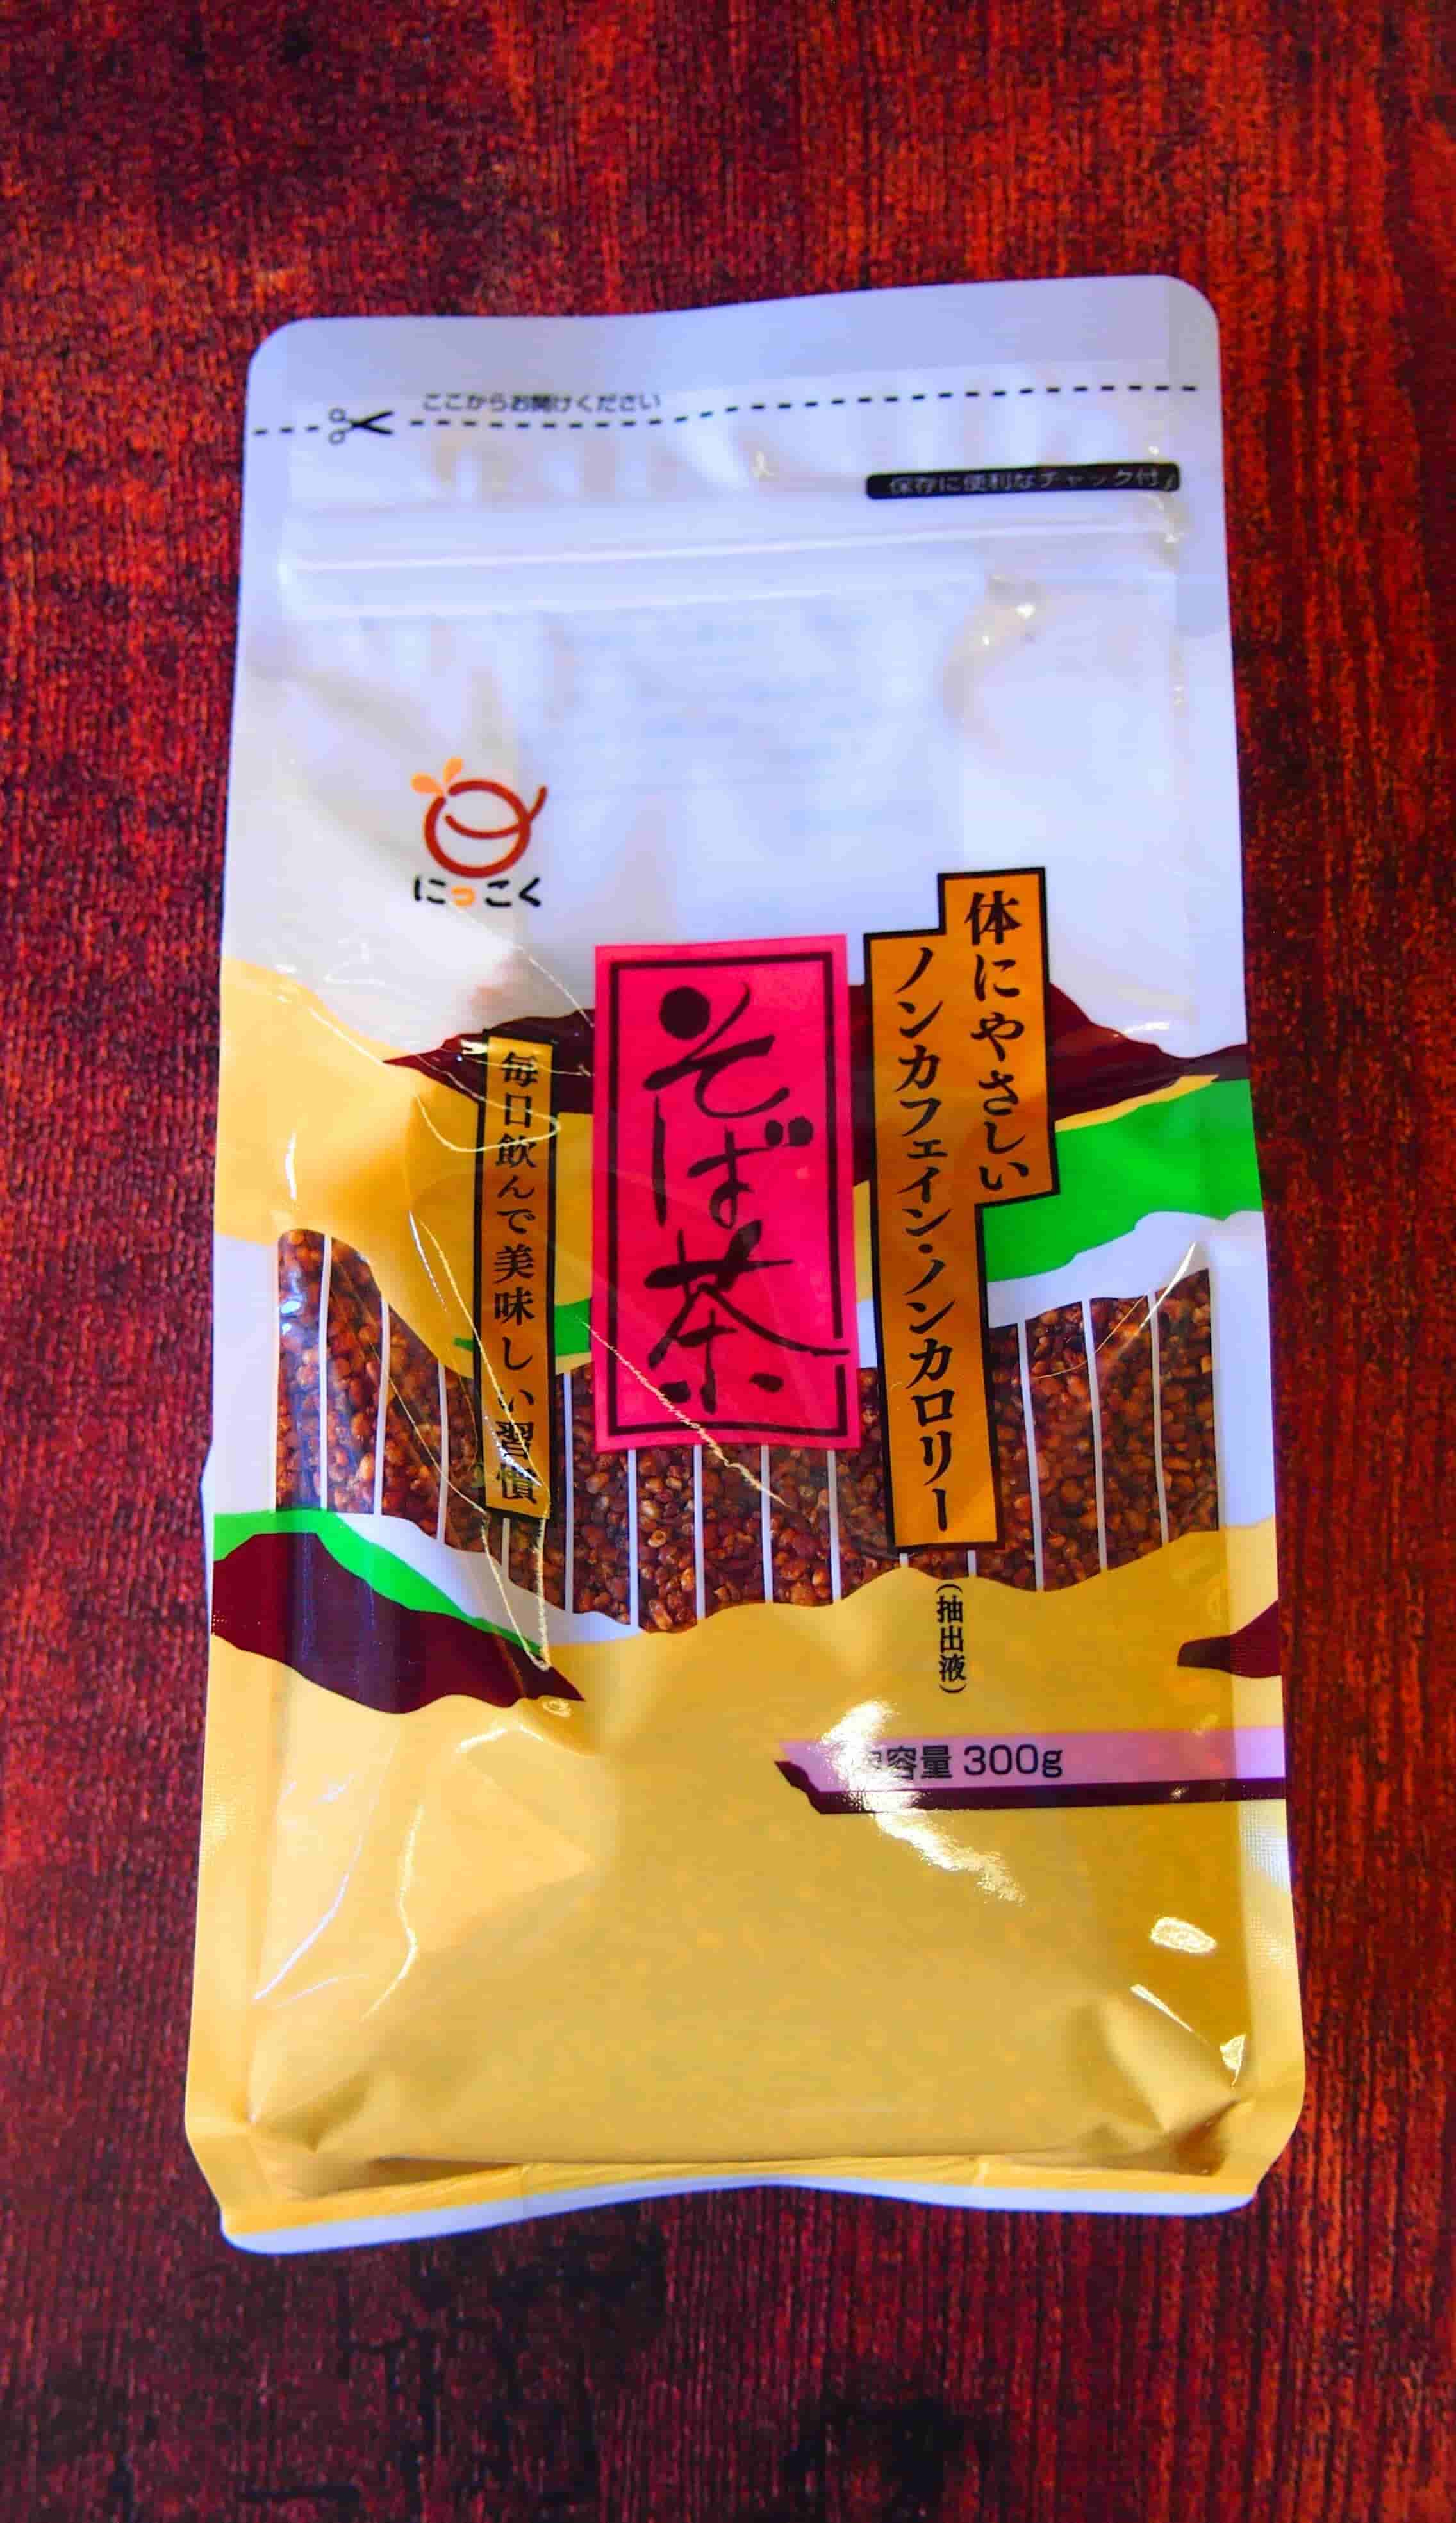 ここからお開けください
保存に便利なチャック付
にっこく
体にやさしい
ノンカフェイン・ノンカロリー
(抽出液)
そば茶
毎日飲んで美味しい習慣
容量 300g